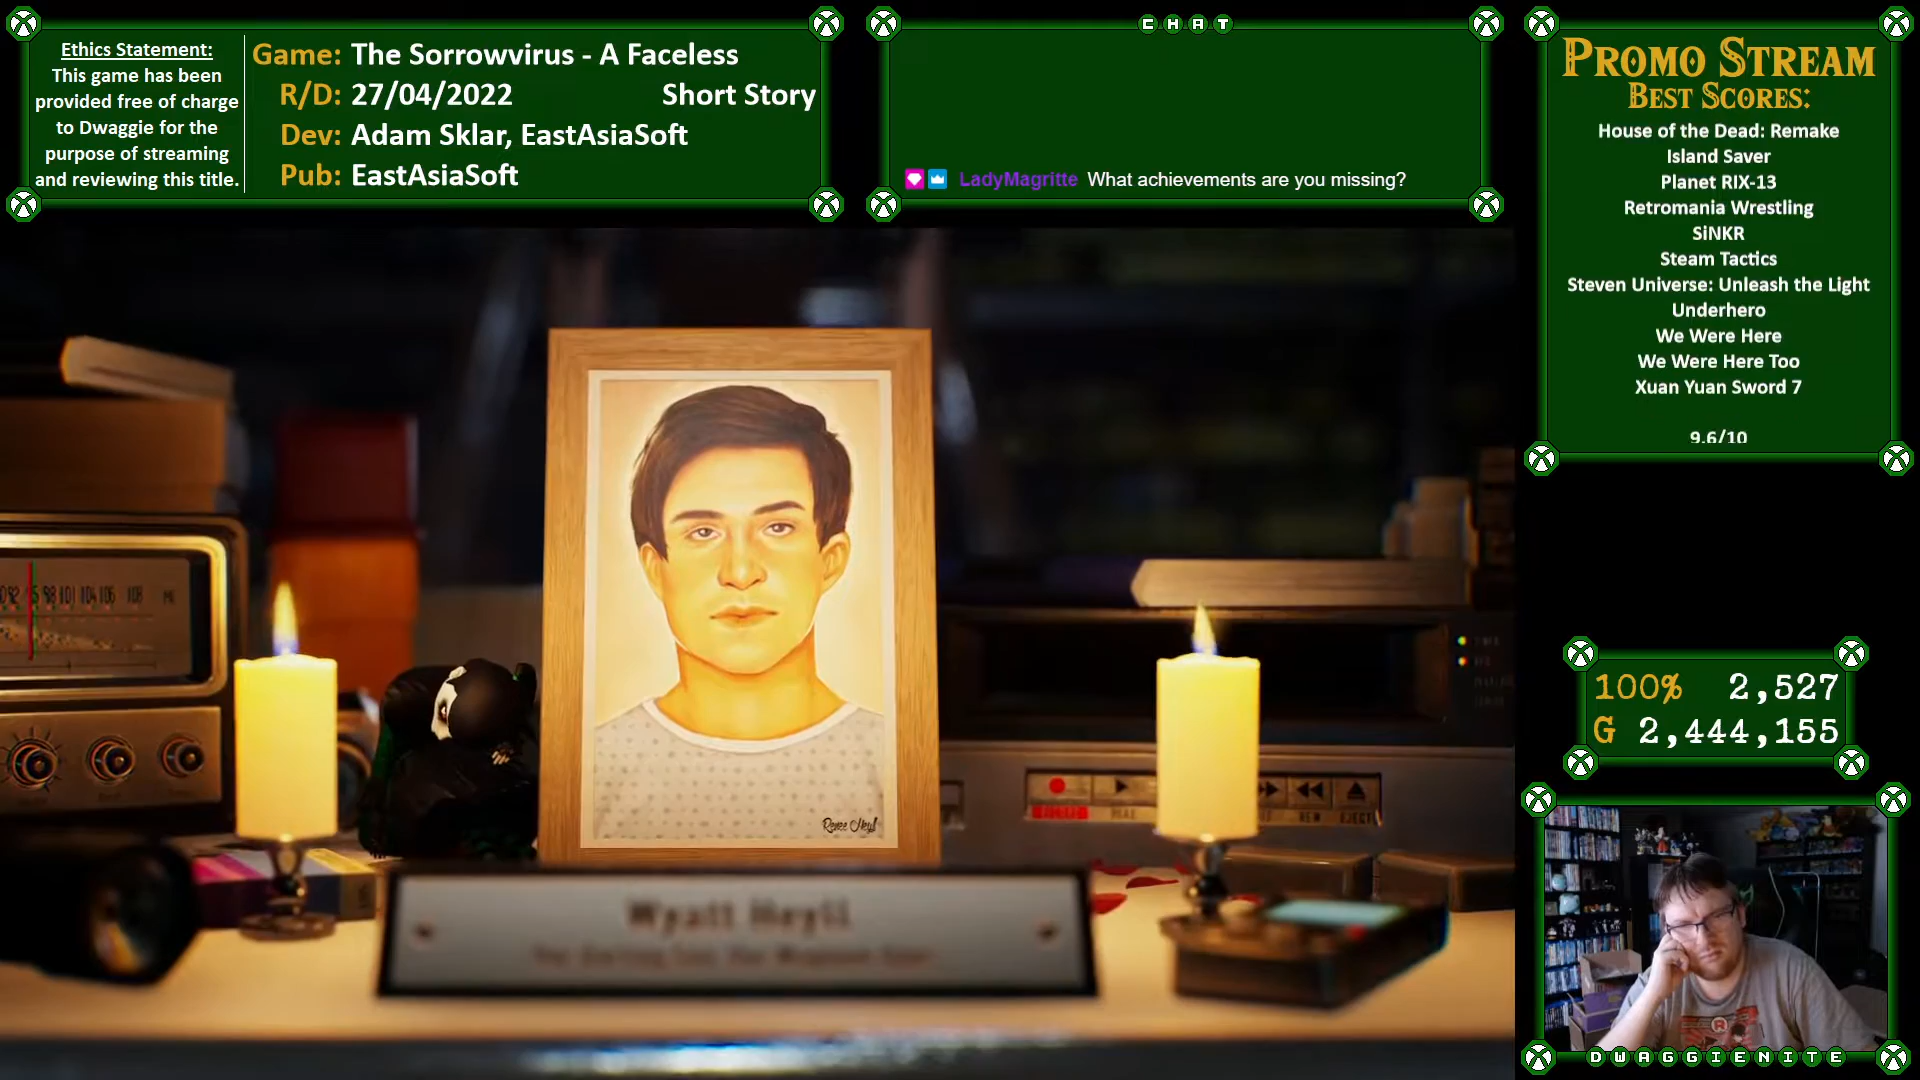 Ethics Statement:
This game has been
provided free of charge
to Dwaggie for the
purpose of streaming
and reviewing this title.
Game: The Sorrowvirus - A Faceless
R/D: 27/04/2022 Short Story
Dev: Adam Sklar, EastAsiaSoft
Pub: EastAsiaSoft
CHAT
LadyMagritte What achievements are you missing?
PROMO STREAM
BEST SCORES:
House of the Dead: Remake
Island Saver
Planet RIX-13
Retromania Wrestling
SiNKR
Steam Tactics
Steven Universe: Unleash the Light
Underhero
We Were Here
We Were Here Too
Xuan Yuan Sword 7
9.6/10
100% 2,527
G 2,444,155
DWAGGIENITE
Wyatt Heyll
REW EJECT